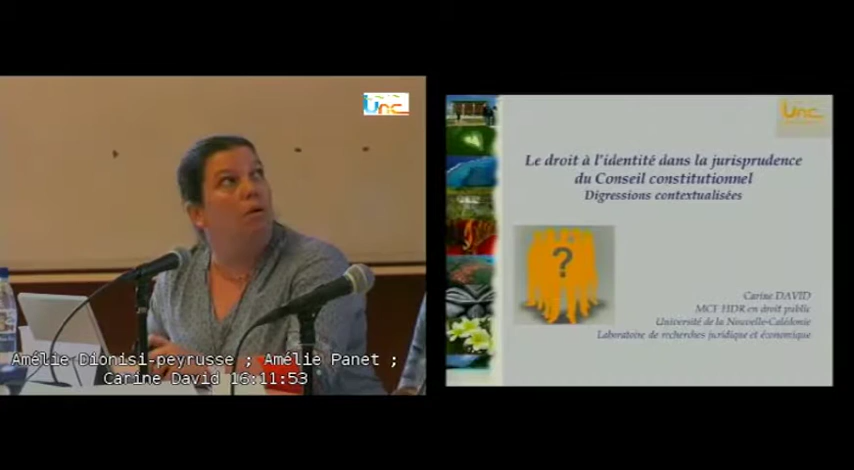 Unc
Amélie Dionisi-peyrusse ; Amélie Panet ;
Carine David 16:11:53
Unc
Le droit à l'identité dans la jurisprudence
du Conseil constitutionnel
Digressions contextualisées
?
Carine DAVID
MCF HDR en droit public
Université de la Nouvelle-Calédonie
Laboratoire de recherches juridique et économique